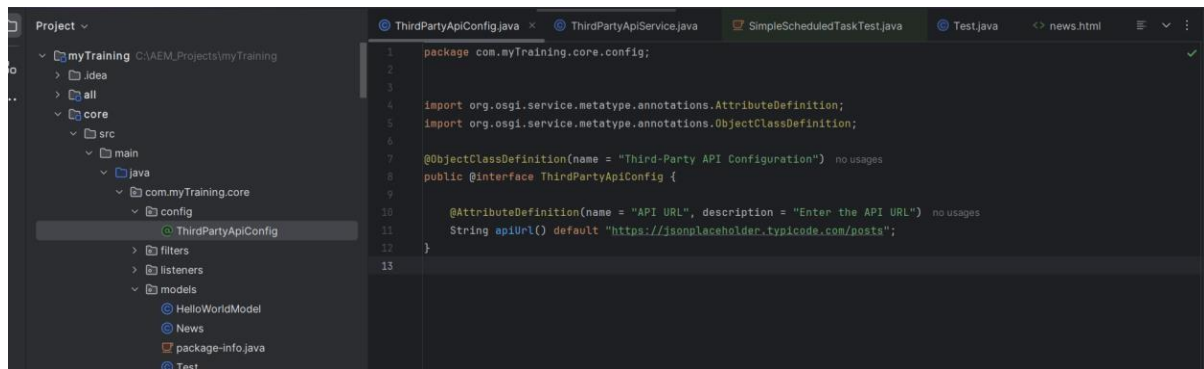 Project
myTraining C:\AEM_Projects\myTraining
.idea
all
core
src
main
java
com.myTraining.core
config
ThirdPartyApiConfig
filters
listeners
models
HelloWorldModel
News
package-info.java
Test
ThirdPartyApiConfig.java
ThirdPartyApiService.java
SimpleScheduledTaskTest.java
Test.java
news.html
1 package com.myTraining.core.config;
2
3
4 import org.osgi.service.metatype.annotations.AttributeDefinition;
5 import org.osgi.service.metatype.annotations.ObjectClassDefinition;
6
7 @ObjectClassDefinition(name = "Third-Party API Configuration") no usages
8 public @interface ThirdPartyApiConfig {
9
10 @AttributeDefinition(name = "API URL", description = "Enter the API URL") no usages
11 String apiUrl() default "https://jsonplaceholder.typicode.com/posts";
12 }
13